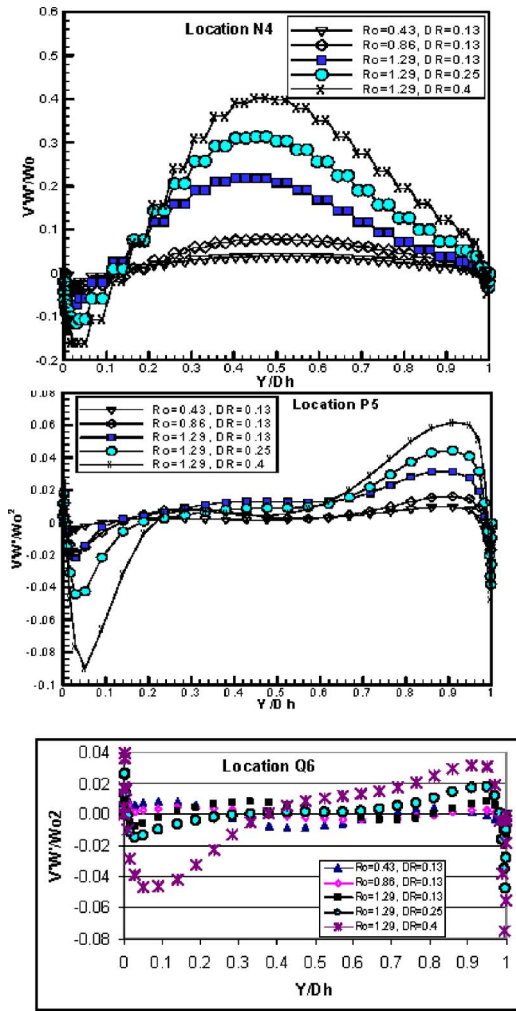 0.6
Location N4
Ro=0.43, DR=0.13
Ro=0.86, DR=0.13
Ro=1.29, DR=0.13
Ro=1.29, DR=0.25
Ro=1.29, DR=0.4
0.5
0.4
0.3
0.2
0.1
0
-0.1
-0.2
V'W'/Wo
0 0.1 0.2 0.3 0.4 0.5 0.6 0.7 0.8 0.9 1
Y/Dh
0.08
Location P5
Ro=0.43, DR=0.13
Ro=0.86, DR=0.13
Ro=1.29, DR=0.13
Ro=1.29, DR=0.25
Ro=1.29, DR=0.4
0.06
0.04
0.02
0
-0.02
-0.04
-0.06
-0.08
-0.1
V'W'/Wo²
0 0.1 0.2 0.3 0.4 0.5 0.6 0.7 0.8 0.9 1
Y/Dh
Location Q6
0.04
0.02
0.00
-0.02
-0.04
-0.06
-0.08
V'W'/Wo2
Ro=0.43, DR=0.13
Ro=0.86, DR=0.13
Ro=1.29, DR=0.13
Ro=1.29, DR=0.25
Ro=1.29, DR=0.4
0 0.1 0.2 0.3 0.4 0.5 0.6 0.7 0.8 0.9 1
Y/Dh